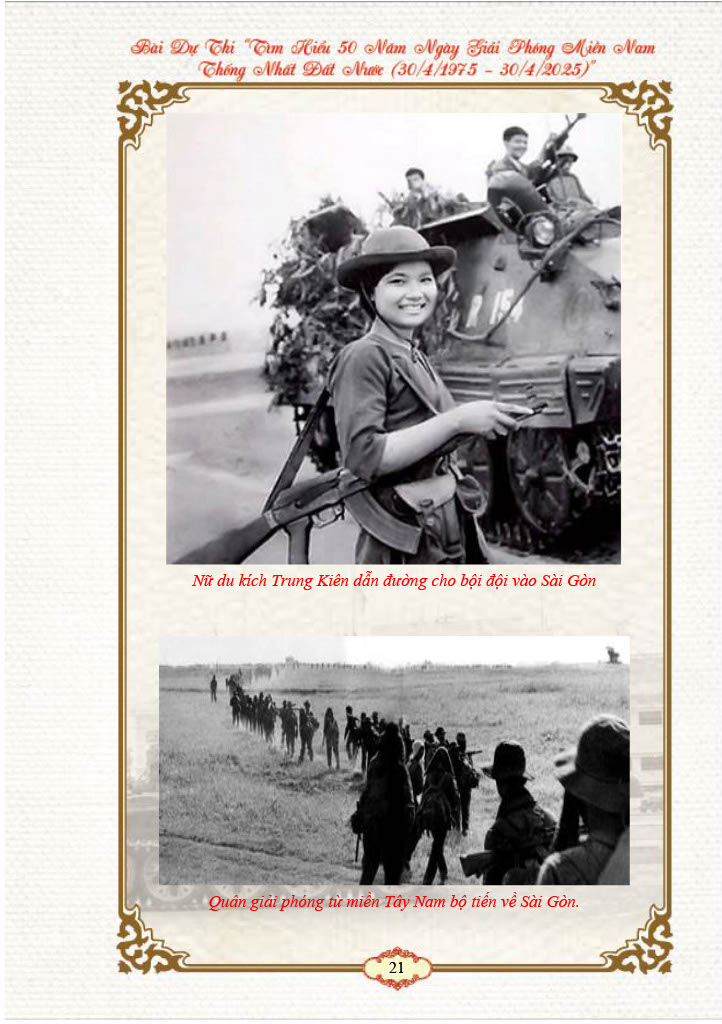 Bài Dự Thi “Tìm Hiểu 50 Năm Ngày Giải Phóng Miền Nam
Thống Nhất Đất Nước (30/4/1975 – 30/4/2025)”
R 154
Nữ du kích Trung Kiên dẫn đường cho bội đội vào Sài Gòn
Quân giải phóng từ miền Tây Nam bộ tiến về Sài Gòn.
21